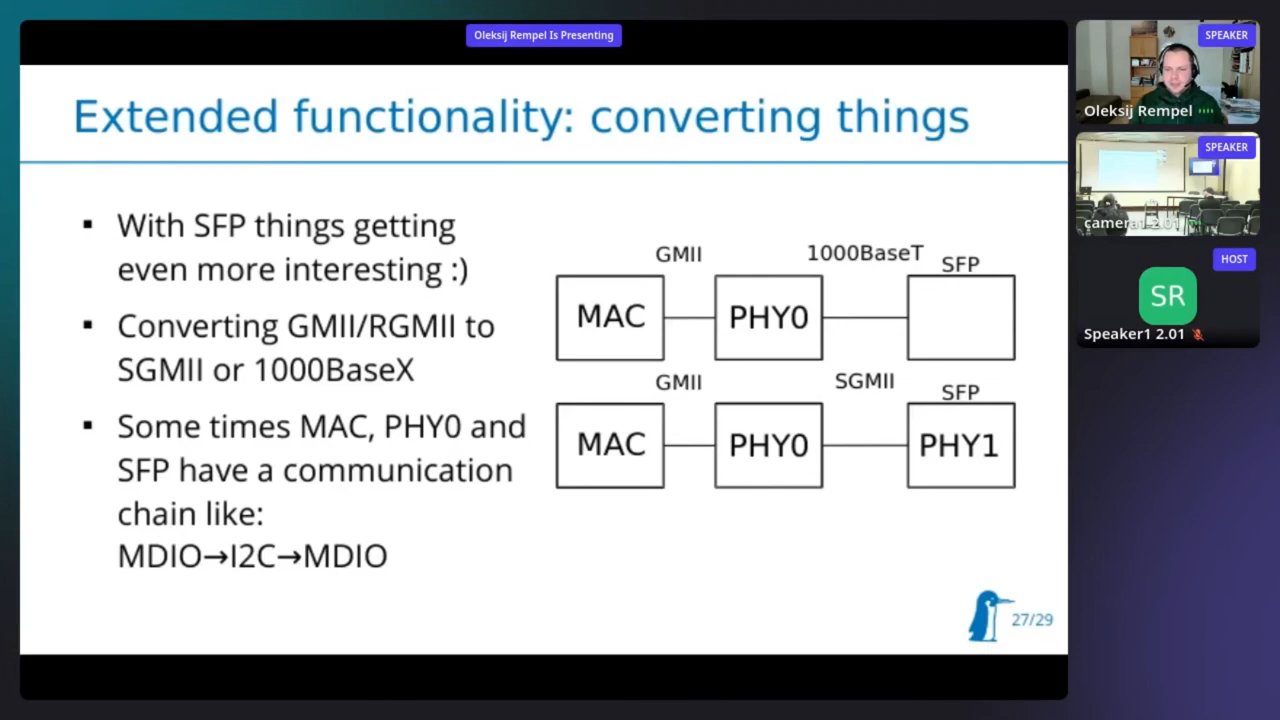 Oleksij Rempel Is Presenting
Extended functionality: converting things
▪ With SFP things getting
even more interesting :)
▪ Converting GMII/RGMII to
SGMII or 1000BaseX
▪ Some times MAC, PHY0 and
SFP have a communication
chain like:
MDIO→I2C→MDIO
GMII 1000BaseT SFP
MAC PHY0
GMII SGMII SFP
MAC PHY0 PHY1
27/29
SPEAKER
Oleksij Rempel
SPEAKER
camera1 2.01
HOST
SR
Speaker1 2.01